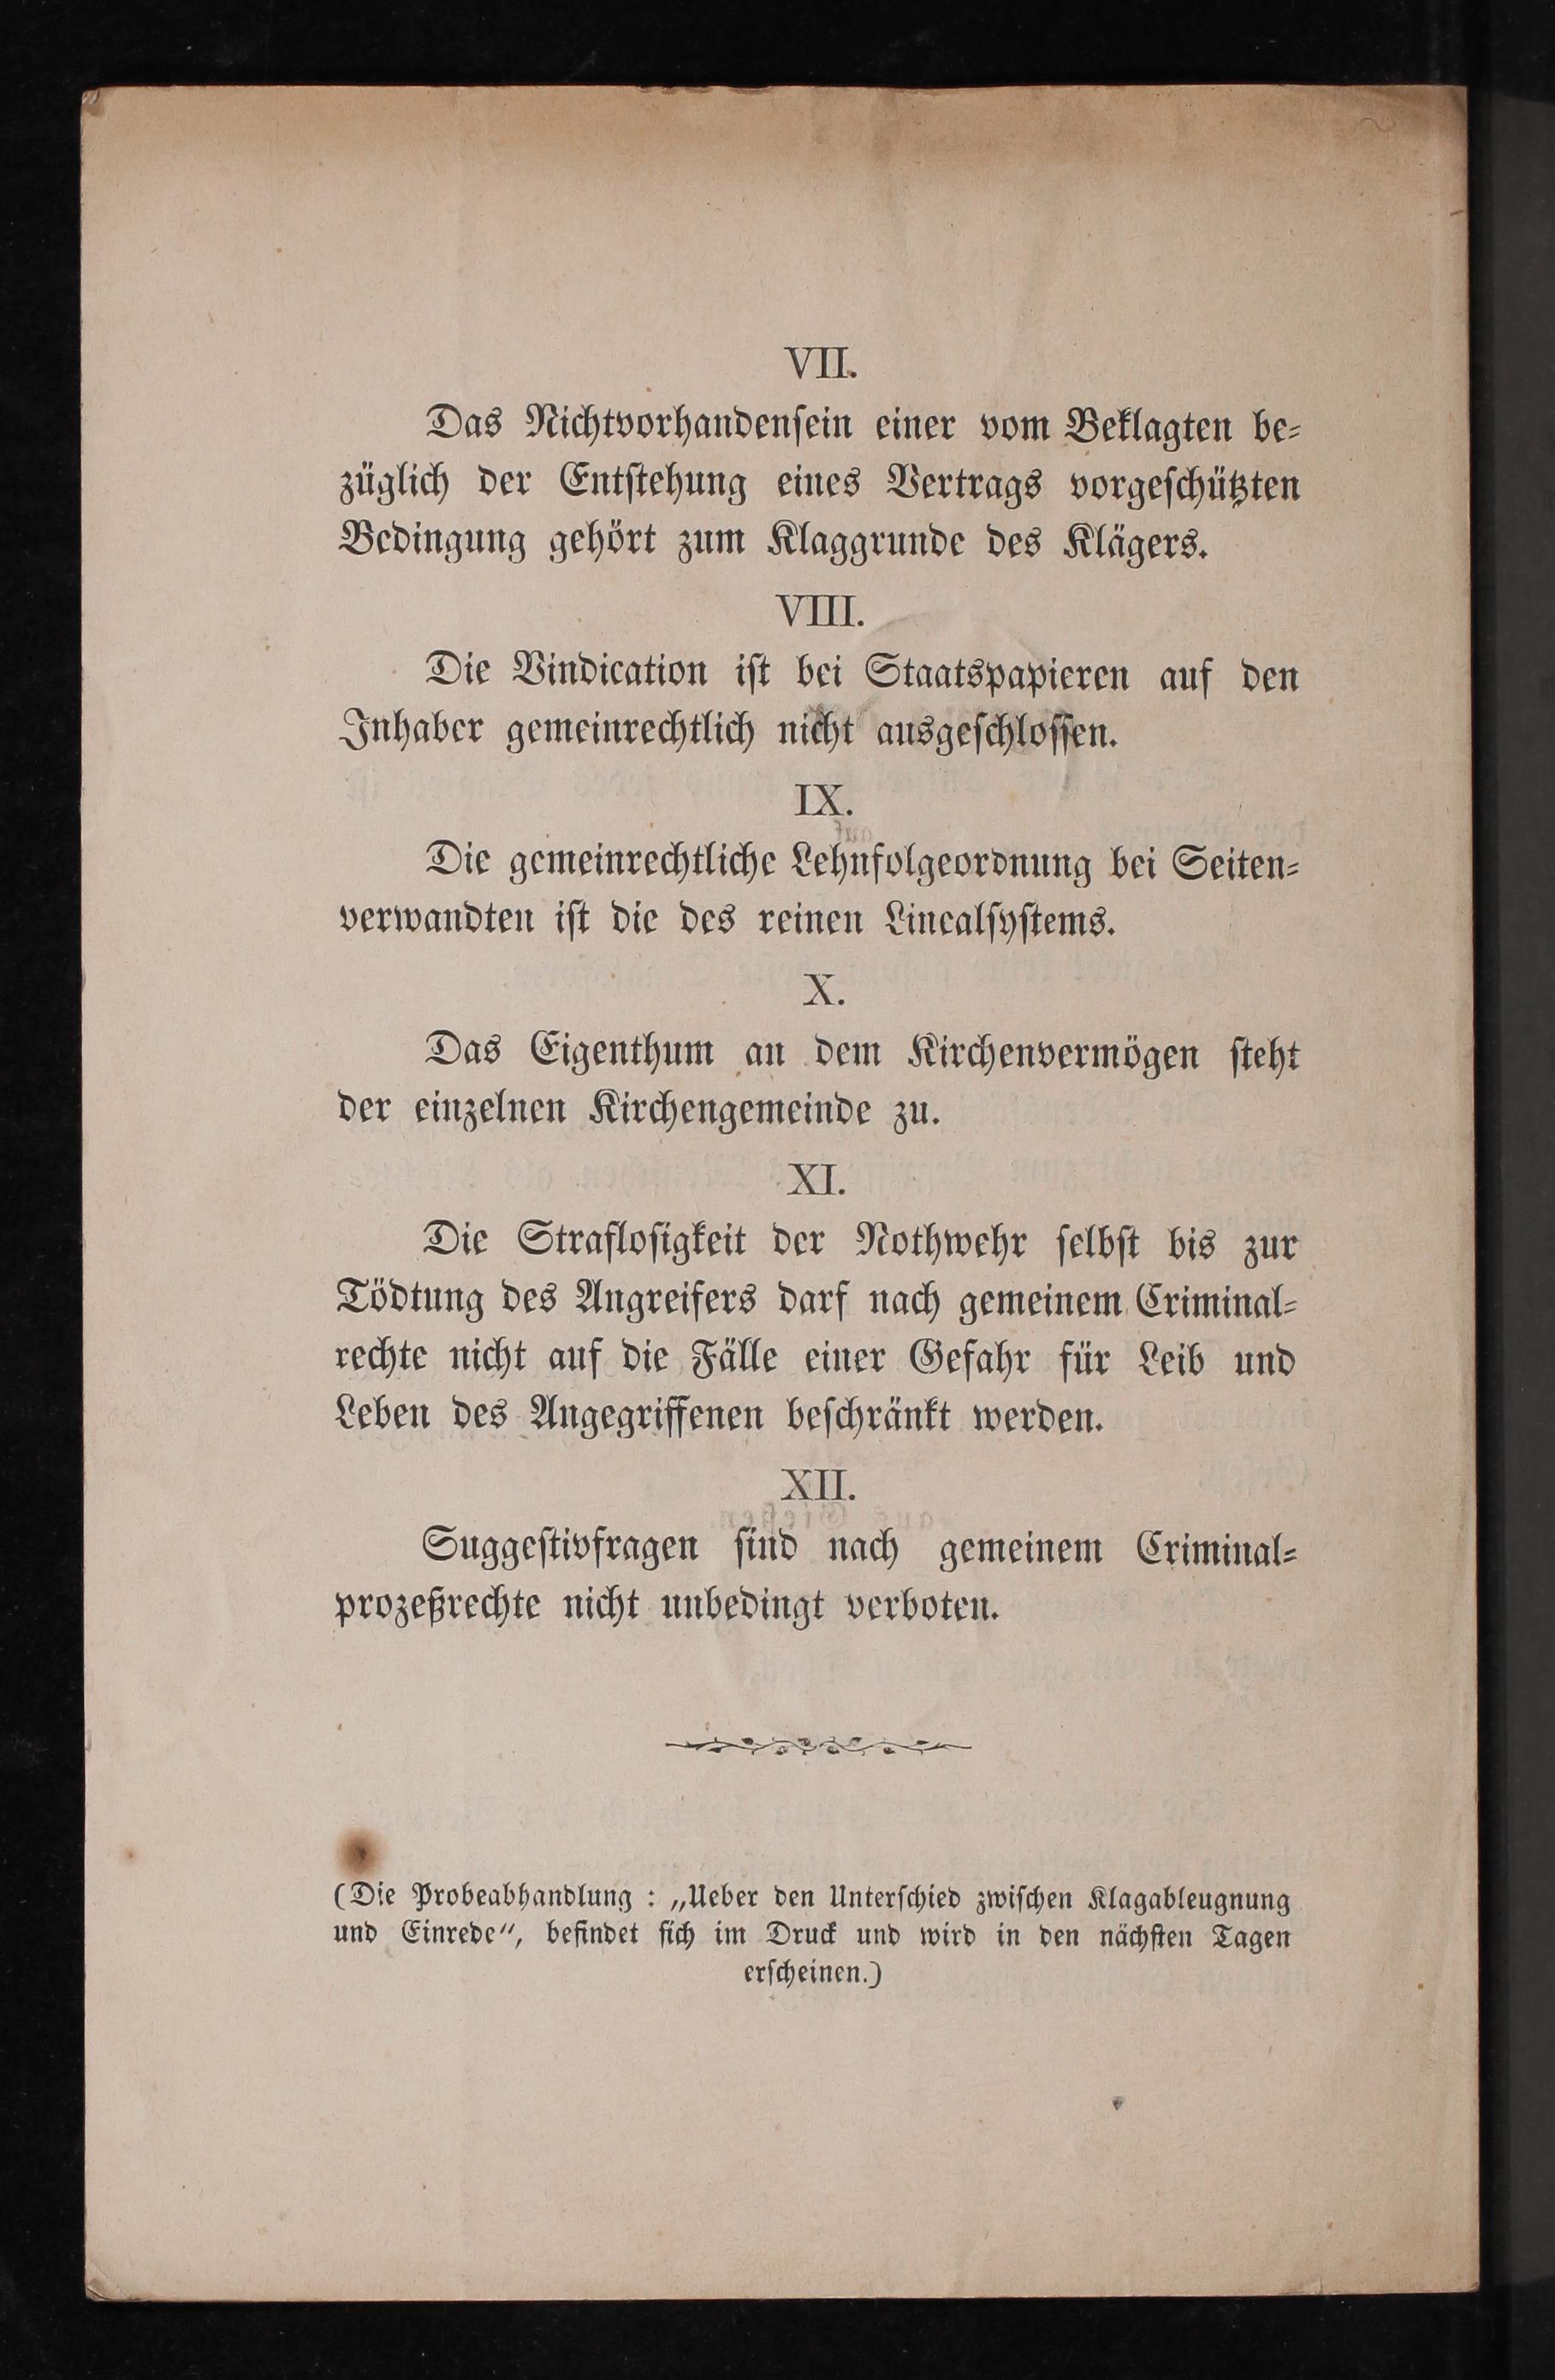 VII.
Das Nichtvorhandenſein einer vom Beklagten be⸗
züglich der Entſtehung eines Vertrags vorgeſchützten
Bedingung gehört zum Klaggrunde des Klägers.
VIII.
Die Vindication iſt bei Staatspapieren auf den
Inhaber gemeinrechtlich nicht ausgeſchloſſen.
IX.
Die gemeinrechtliche Lehnfolgeordnung bei Seiten⸗
verwandten iſt die des reinen Linealſyſtems.
X.
Das Eigenthum an dem Kirchenvermögen ſteht
der einzelnen Kirchengemeinde zu.
XI.
Die Strafloſigkeit der Nothwehr ſelbſt bis zur
Tödtung des Angreifers darf nach gemeinem Criminal⸗
rechte nicht auf die Fälle einer Gefahr für Leib und
Leben des Angegriffenen beſchränkt werden.
XII.
Suggeſtivfragen ſind nach gemeinem Criminal⸗
prozeßrechte nicht unbedingt verboten.
(Die Probeabhandlung : „Ueber den Unterſchied zwiſchen Klagableugnung
und Einrede“, befindet ſich im Druck und wird in den nächſten Tagen
erſcheinen.)